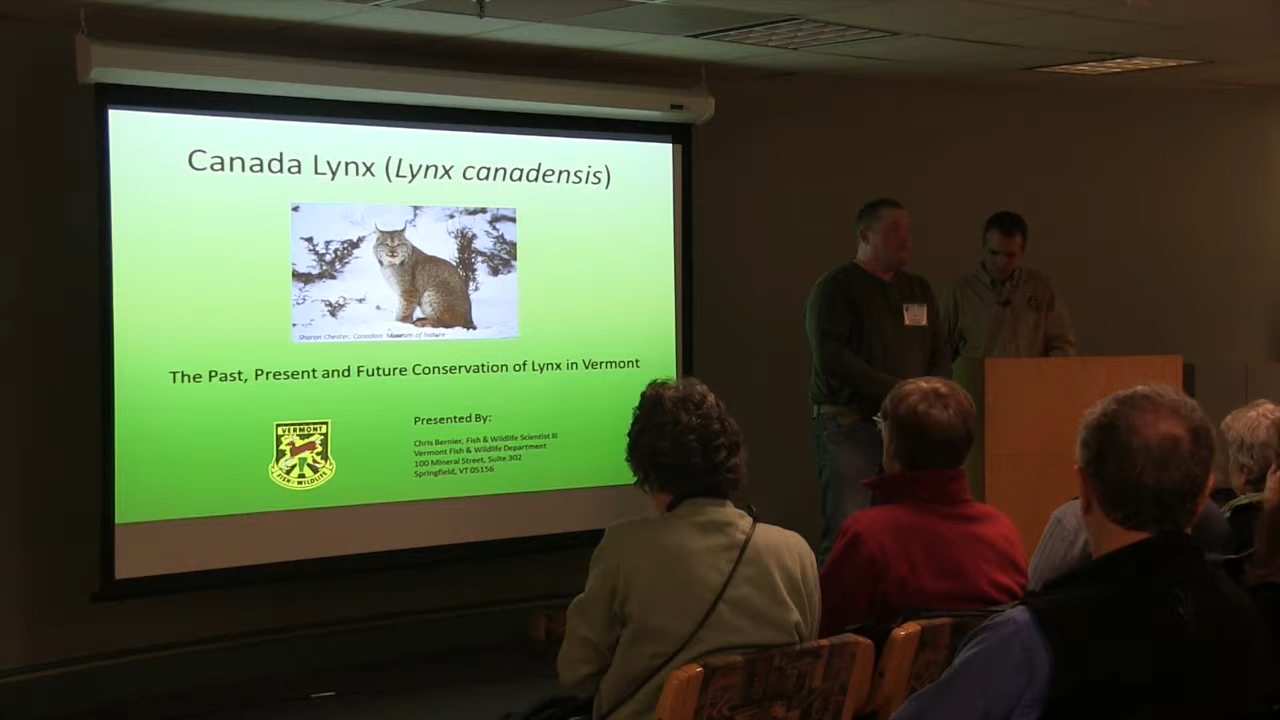 Canada Lynx (Lynx canadensis)
Sharon Chester, Canadian Museum of Nature
The Past, Present and Future Conservation of Lynx in Vermont
VERMONT
FISH & WILDLIFE
Presented By:
Chris Bernier, Fish & Wildlife Scientist III
Vermont Fish & Wildlife Department
100 Mineral Street, Suite 302
Springfield, VT 05156